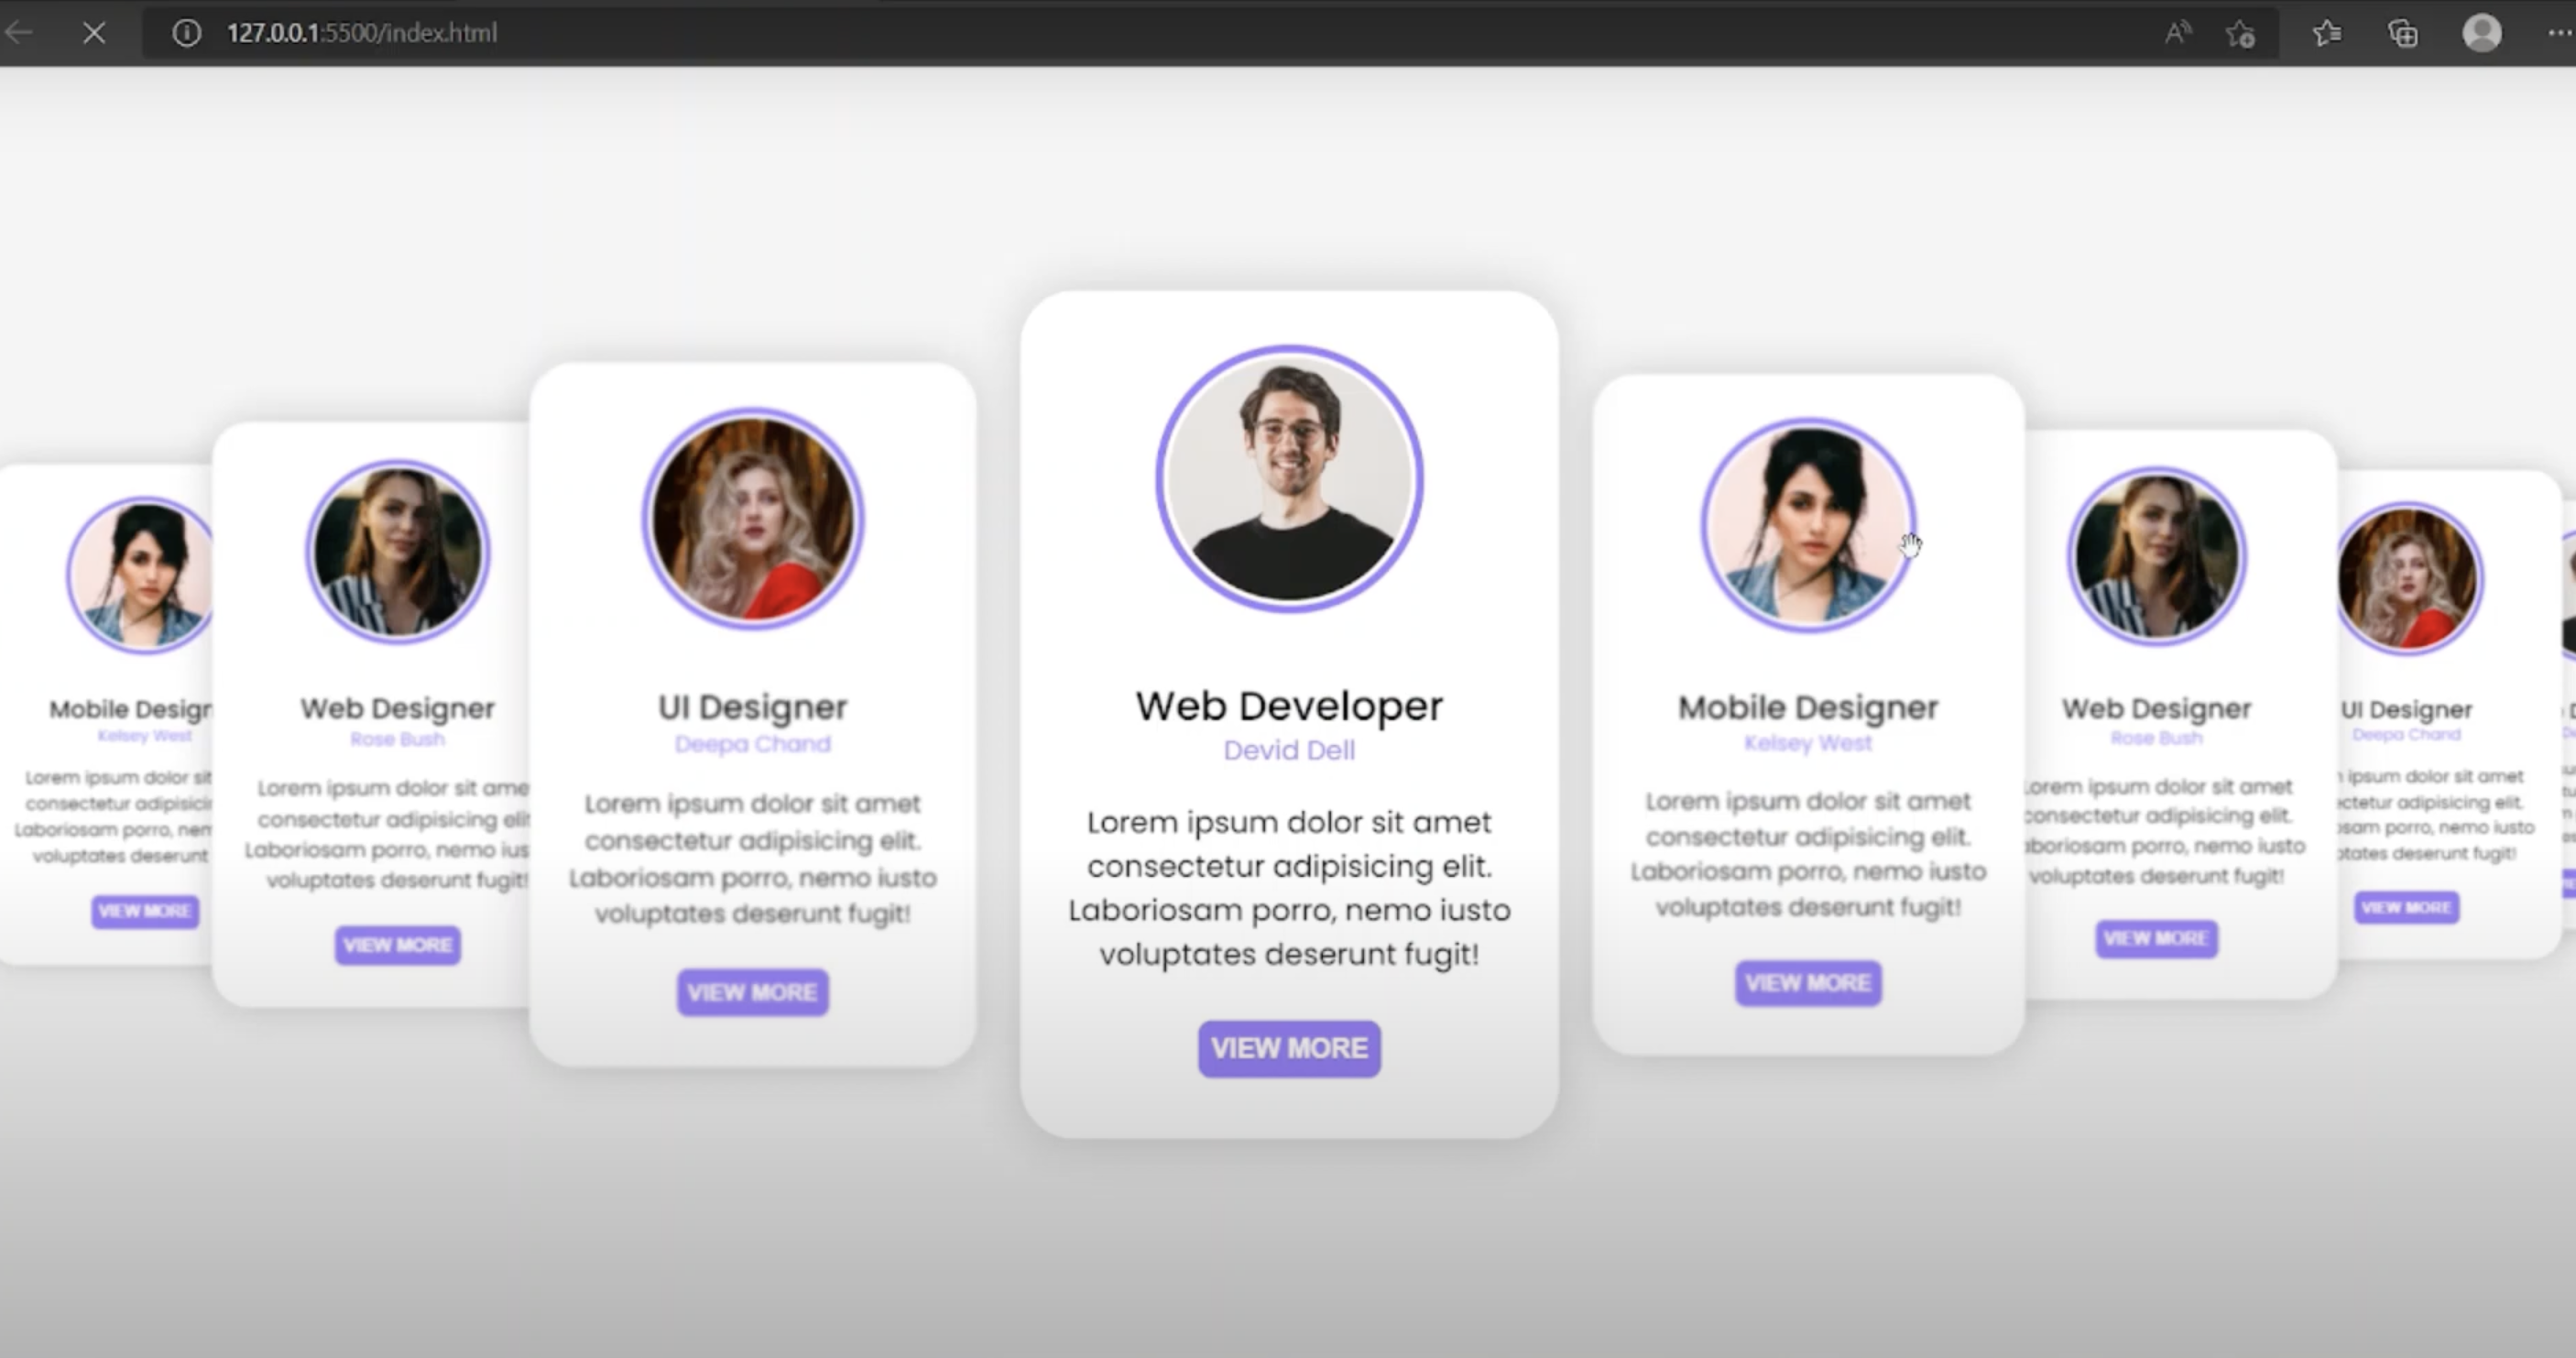 127.0.0.1:5500/index.html
Mobile Design
Kelsey West
Lorem ipsum dolor sit
consectetur adipisicin
Laboriosam porro, nem
voluptates deserunt
VIEW MORE
Web Designer
Rose Bush
Lorem ipsum dolor sit ame
consectetur adipisicing elit
Laboriosam porro, nemo ius
voluptates deserunt fugit!
VIEW MORE
UI Designer
Deepa Chand
Lorem ipsum dolor sit amet
consectetur adipisicing elit.
Laboriosam porro, nemo iusto
voluptates deserunt fugit!
VIEW MORE
Web Developer
Devid Dell
Lorem ipsum dolor sit amet
consectetur adipisicing elit.
Laboriosam porro, nemo iusto
voluptates deserunt fugit!
VIEW MORE
Mobile Designer
Kelsey West
Lorem ipsum dolor sit amet
consectetur adipisicing elit.
Laboriosam porro, nemo iusto
voluptates deserunt fugit!
VIEW MORE
Web Designer
Rose Bush
Lorem ipsum dolor sit amet
consectetur adipisicing elit.
aboriosam porro, nemo iusto
voluptates deserunt fugit!
VIEW MORE
UI Designer
Deepa Chand
ipsum dolor sit amet
ectetur adipisicing elit.
osam porro, nemo iusto
ptates deserunt fugit!
VIEW MORE